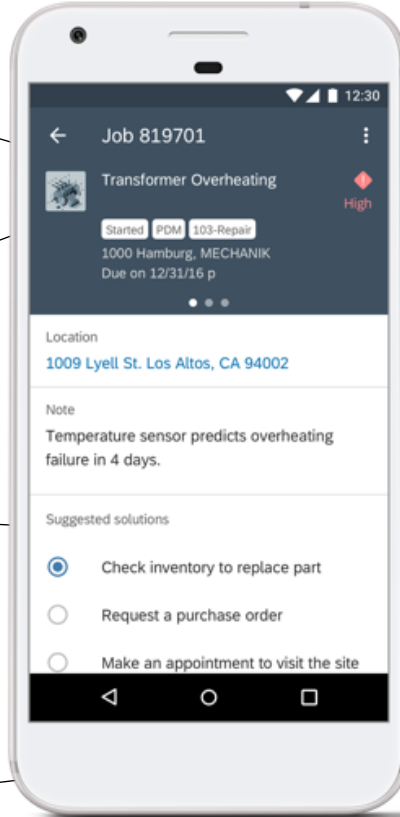 12:30
Job 819701
Transformer Overheating
High
Started PDM 103-Repair
1000 Hamburg, MECHANIK
Due on 12/31/16 p
Location
1009 Lyell St. Los Altos, CA 94002
Note
Temperature sensor predicts overheating
failure in 4 days.
Suggested solutions
Check inventory to replace part
Request a purchase order
Make an appointment to visit the site